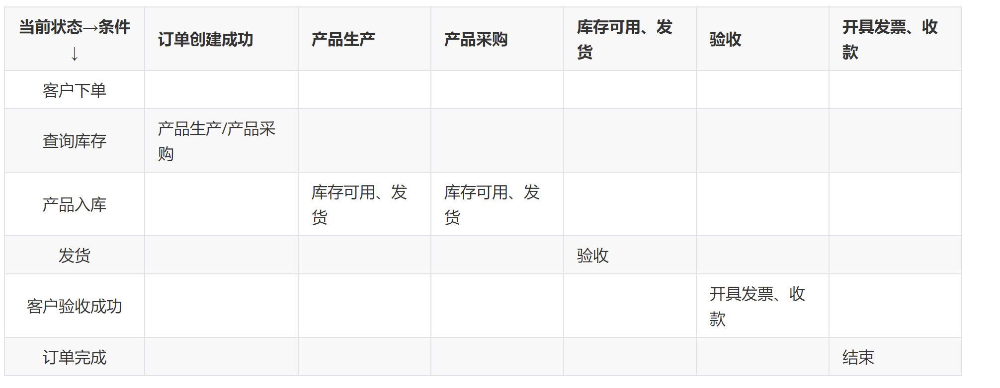 当前状态→条件
↓
订单创建成功
产品生产
产品采购
库存可用、发
货
验收
开具发票、收
款
客户下单
查询库存
产品生产/产品采
购
产品入库
库存可用、发
货
库存可用、发
货
发货
验收
客户验收成功
开具发票、收
款
订单完成
结束